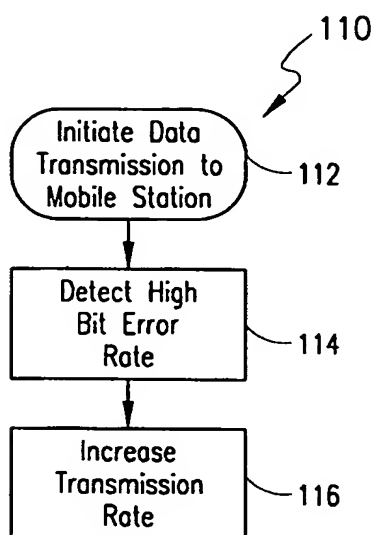 110
Initiate Data
Transmission to
Mobile Station
112
Detect High
Bit Error
Rate
114
Increase
Transmission
Rate
116